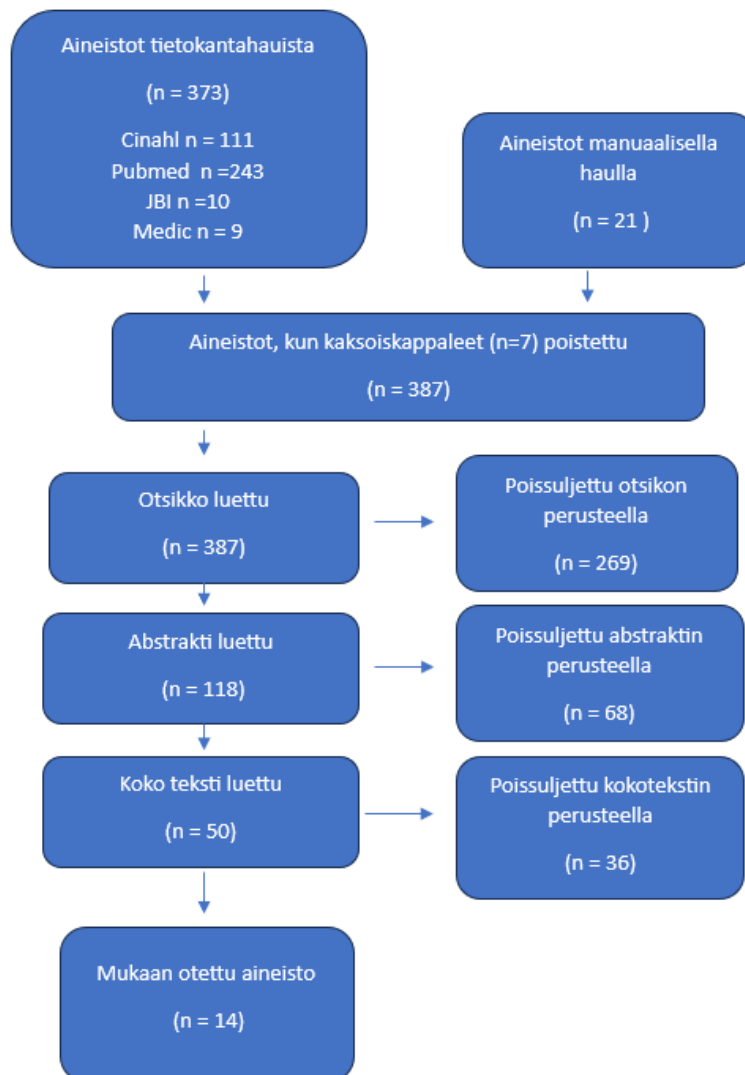 Aineistot tietokantahauista
(n = 373)
Cinahl n = 111
Pubmed  n =243
JBI n =10
Medic n = 9
Aineistot manuaalisella
haulla
(n = 21 )
Aineistot, kun kaksoiskappaleet (n=7) poistettu
(n = 387)
Otsikko luettu
(n = 387)
Poissuljettu otsikon
perusteella
(n = 269)
Abstrakti luettu
(n = 118)
Poissuljettu abstraktin
perusteella
(n = 68)
Koko teksti luettu
(n = 50)
Poissuljettu kokotekstin
perusteella
(n = 36)
Mukaan otettu aineisto
(n = 14)